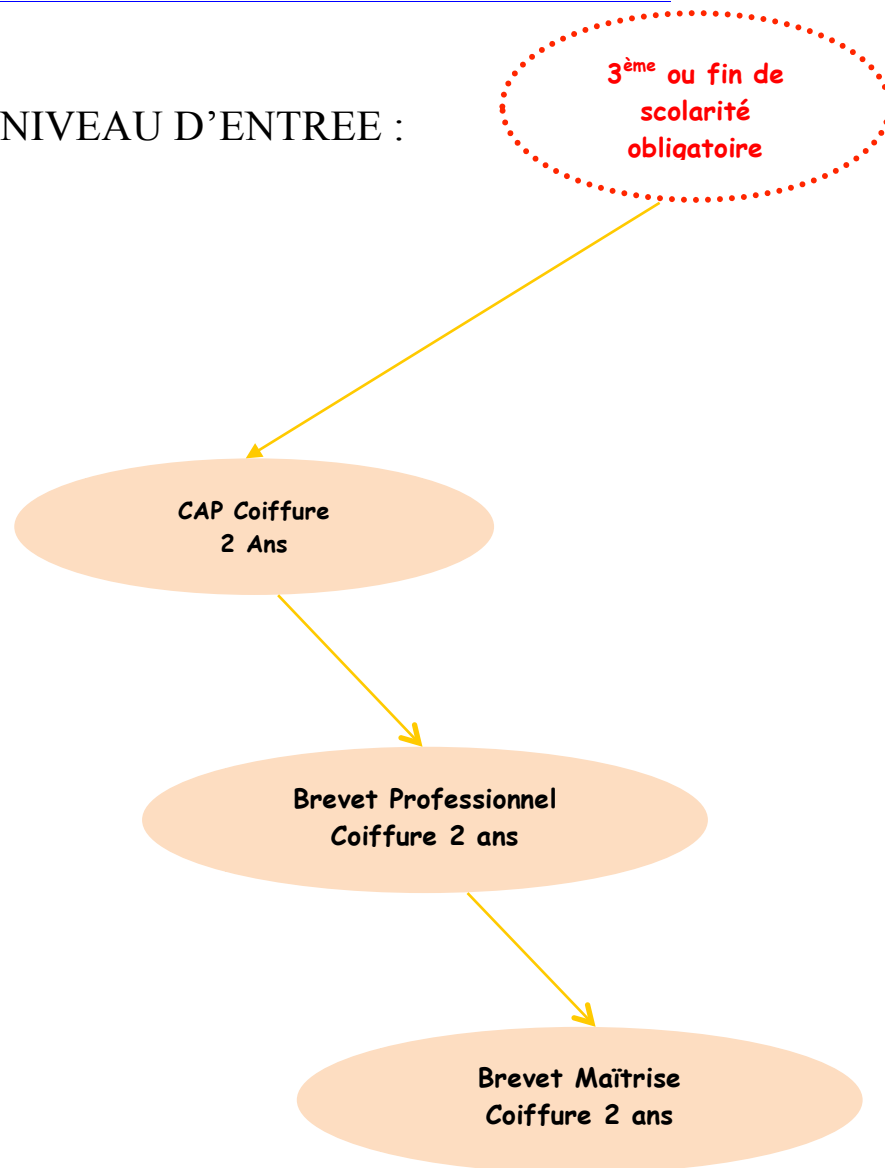 NIVEAU D’ENTREE :
3ème ou fin de
scolarité
obligatoire
CAP Coiffure
2 Ans
Brevet Professionnel
Coiffure 2 ans
Brevet Maïtrise
Coiffure 2 ans